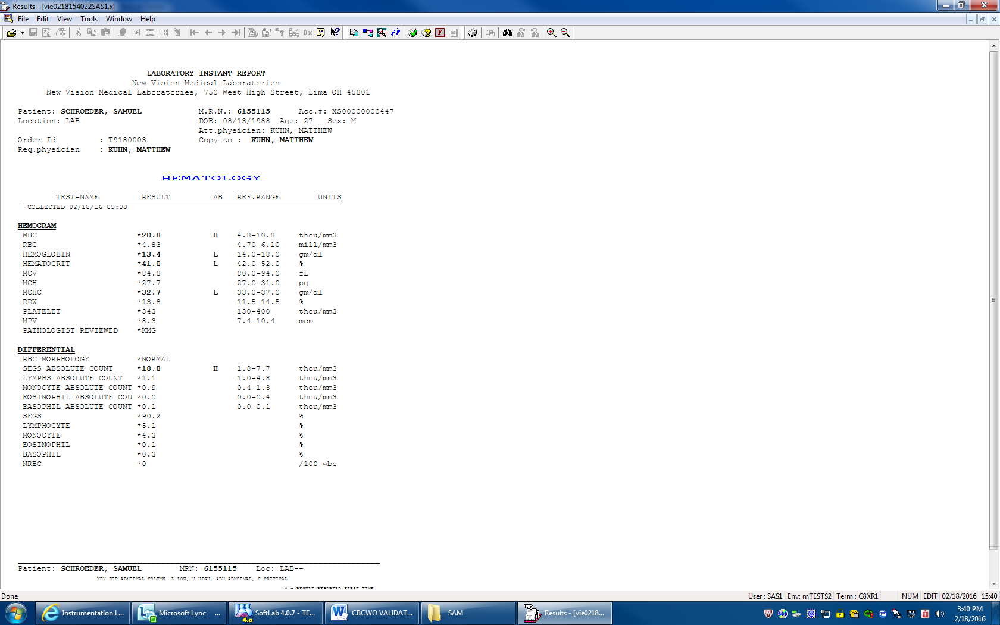 Results - [vie0218154022SAS1.x]
File Edit View Tools Window Help
LABORATORY INSTANT REPORT
New Vision Medical Laboratories
New Vision Medical Laboratories, 750 West High Street, Lima OH 45801
Patient: SCHROEDER, SAMUEL M.R.N.: 6155115 Acc.#: XS00000000447
Location: LAB DOB: 08/13/1988 Age: 27 Sex: M
Att.physician: KUHN, MATTHEW
Order Id : T9180003 Copy to : KUHN, MATTHEW
Req.physician : KUHN, MATTHEW
HEMATOLOGY
TEST-NAME RESULT AB REF.RANGE UNITS
COLLECTED 02/18/16 09:00
HEMOGRAM
WBC *20.8 H 4.8-10.8 thou/mm3
RBC *4.83 4.70-6.10 mill/mm3
HEMOGLOBIN *13.4 L 14.0-18.0 gm/dl
HEMATOCRIT *41.0 L 42.0-52.0 %
MCV *84.8 80.0-94.0 fL
MCH *27.7 27.0-31.0 pg
MCHC *32.7 L 33.0-37.0 gm/dl
RDW *13.8 11.5-14.5 %
PLATELET *343 130-400 thou/mm3
MPV *8.3 7.4-10.4 mcm
PATHOLOGIST REVIEWED *KMG
DIFFERENTIAL
RBC MORPHOLOGY *NORMAL
SEGS ABSOLUTE COUNT *18.8 H 1.8-7.7 thou/mm3
LYMPHS ABSOLUTE COUNT *1.1 1.0-4.8 thou/mm3
MONOCYTE ABSOLUTE COUNT *0.9 0.4-1.3 thou/mm3
EOSINOPHIL ABSOLUTE COU *0.0 0.0-0.4 thou/mm3
BASOPHIL ABSOLUTE COUNT *0.1 0.0-0.1 thou/mm3
SEGS *90.2 %
LYMPHOCYTE *5.1 %
MONOCYTE *4.3 %
EOSINOPHIL *0.1 %
BASOPHIL *0.3 %
NRBC *0 /100 wbc
Patient: SCHROEDER, SAMUEL MRN: 6155115 Loc: LAB--
KEY FOR ABNORMAL COLUMN: L-LOW, H-HIGH, ABN-ABNORMAL, C-CRITICAL
* = RESULT REPORTED FIRST TIME
Done User : SAS1 Env: mTESTS2 Term : C8XR1 NUM EDIT 02/18/2016 15:40
Instrumentation L... Microsoft Lync ... SoftLab 4.0.7 - TE... CBCWO VALIDAT... SAM Results - [vie0218...
4.0
3:40 PM
2/18/2016